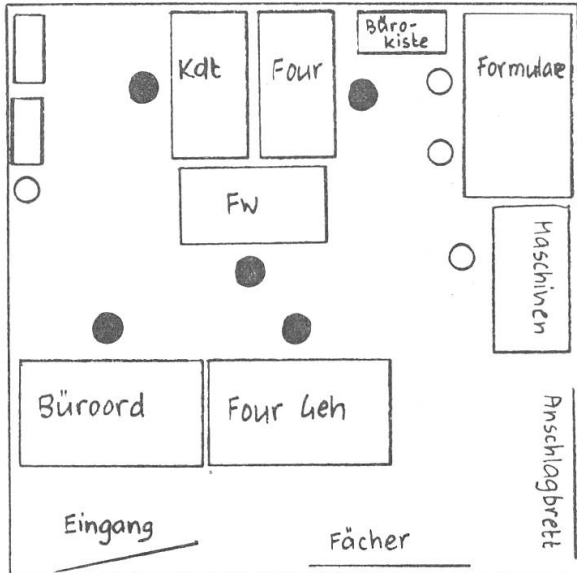 Büro-
kiste
Kdt
Four
Formulare
Fw
Maschinen
Büroord
Four Geh
Anschlagbrett
Eingang
Fächer